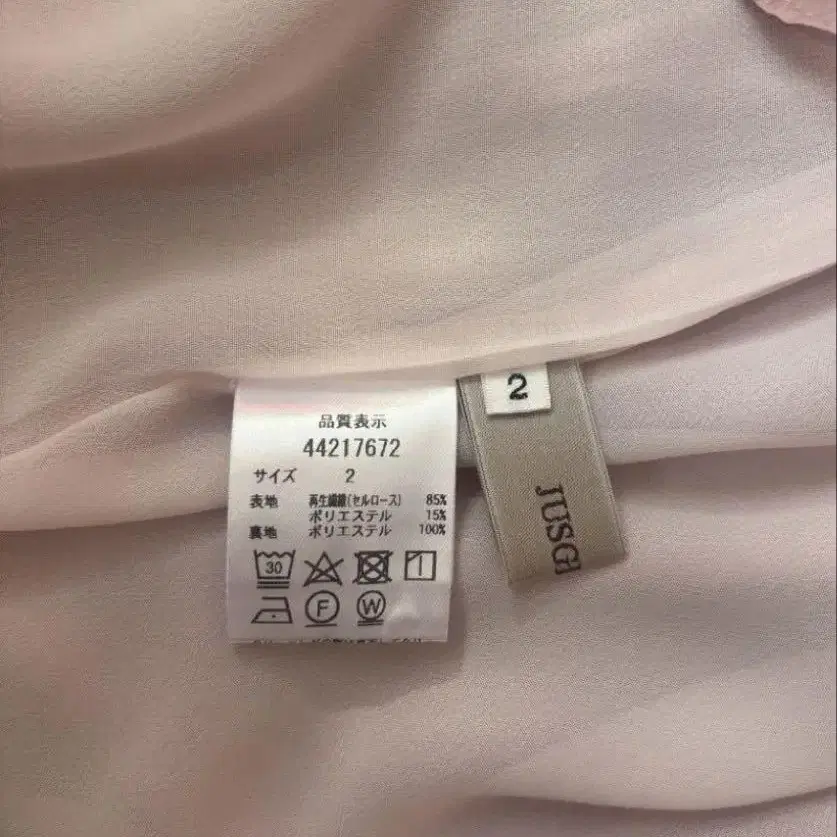 品質表示
44217672
サイズ 2
表地 再生繊維(セルロース) 85%
ポリエステル 15%
裏地 ポリエステル 100%
30
F W
2
JUSGL